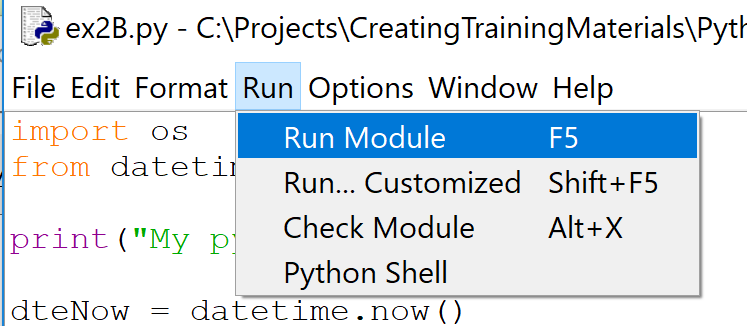 ex2B.py - C:\Projects\CreatingTrainingMaterials\Pyth
File Edit Format Run Options Window Help
import os
Run Module F5
from datetim
Run... Customized Shift+F5
Check Module Alt+X
print("My py
Python Shell
dteNow = datetime.now()